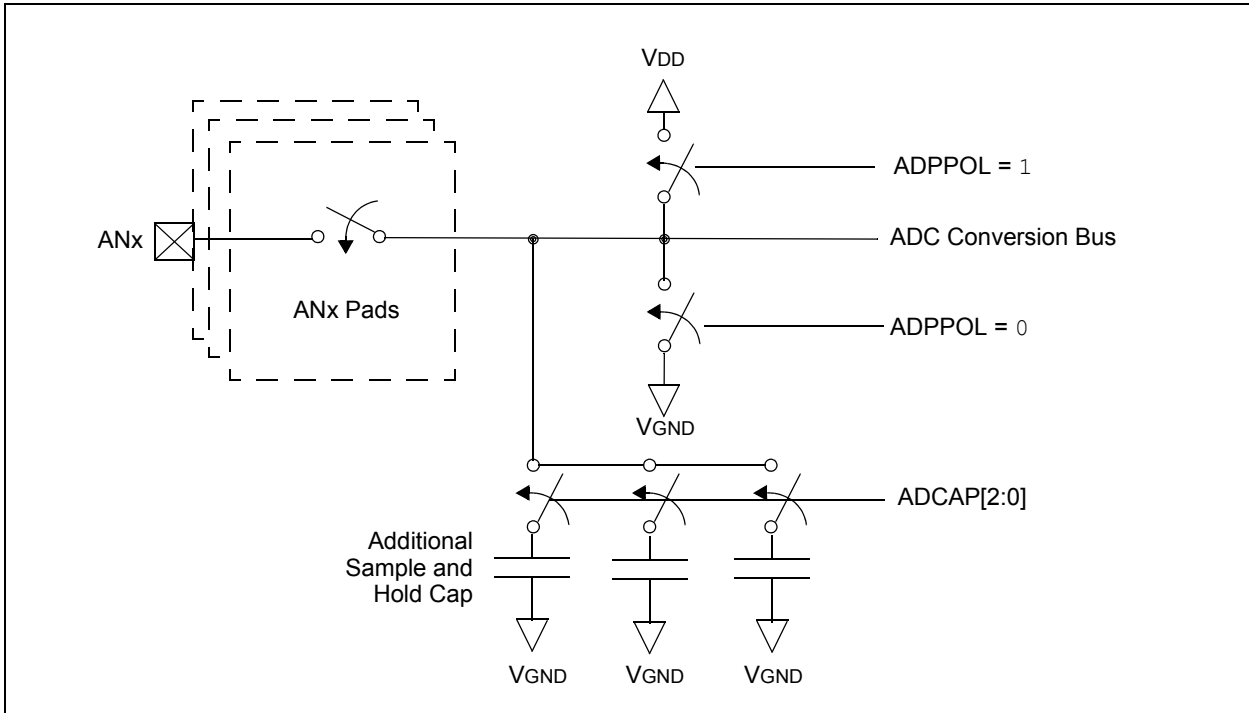 VDD
ADPPOL = 1
ANx
ADC Conversion Bus
ANx Pads
ADPPOL = 0
VGND
ADCAP[2:0]
Additional
Sample and
Hold Cap
VGND
VGND
VGND